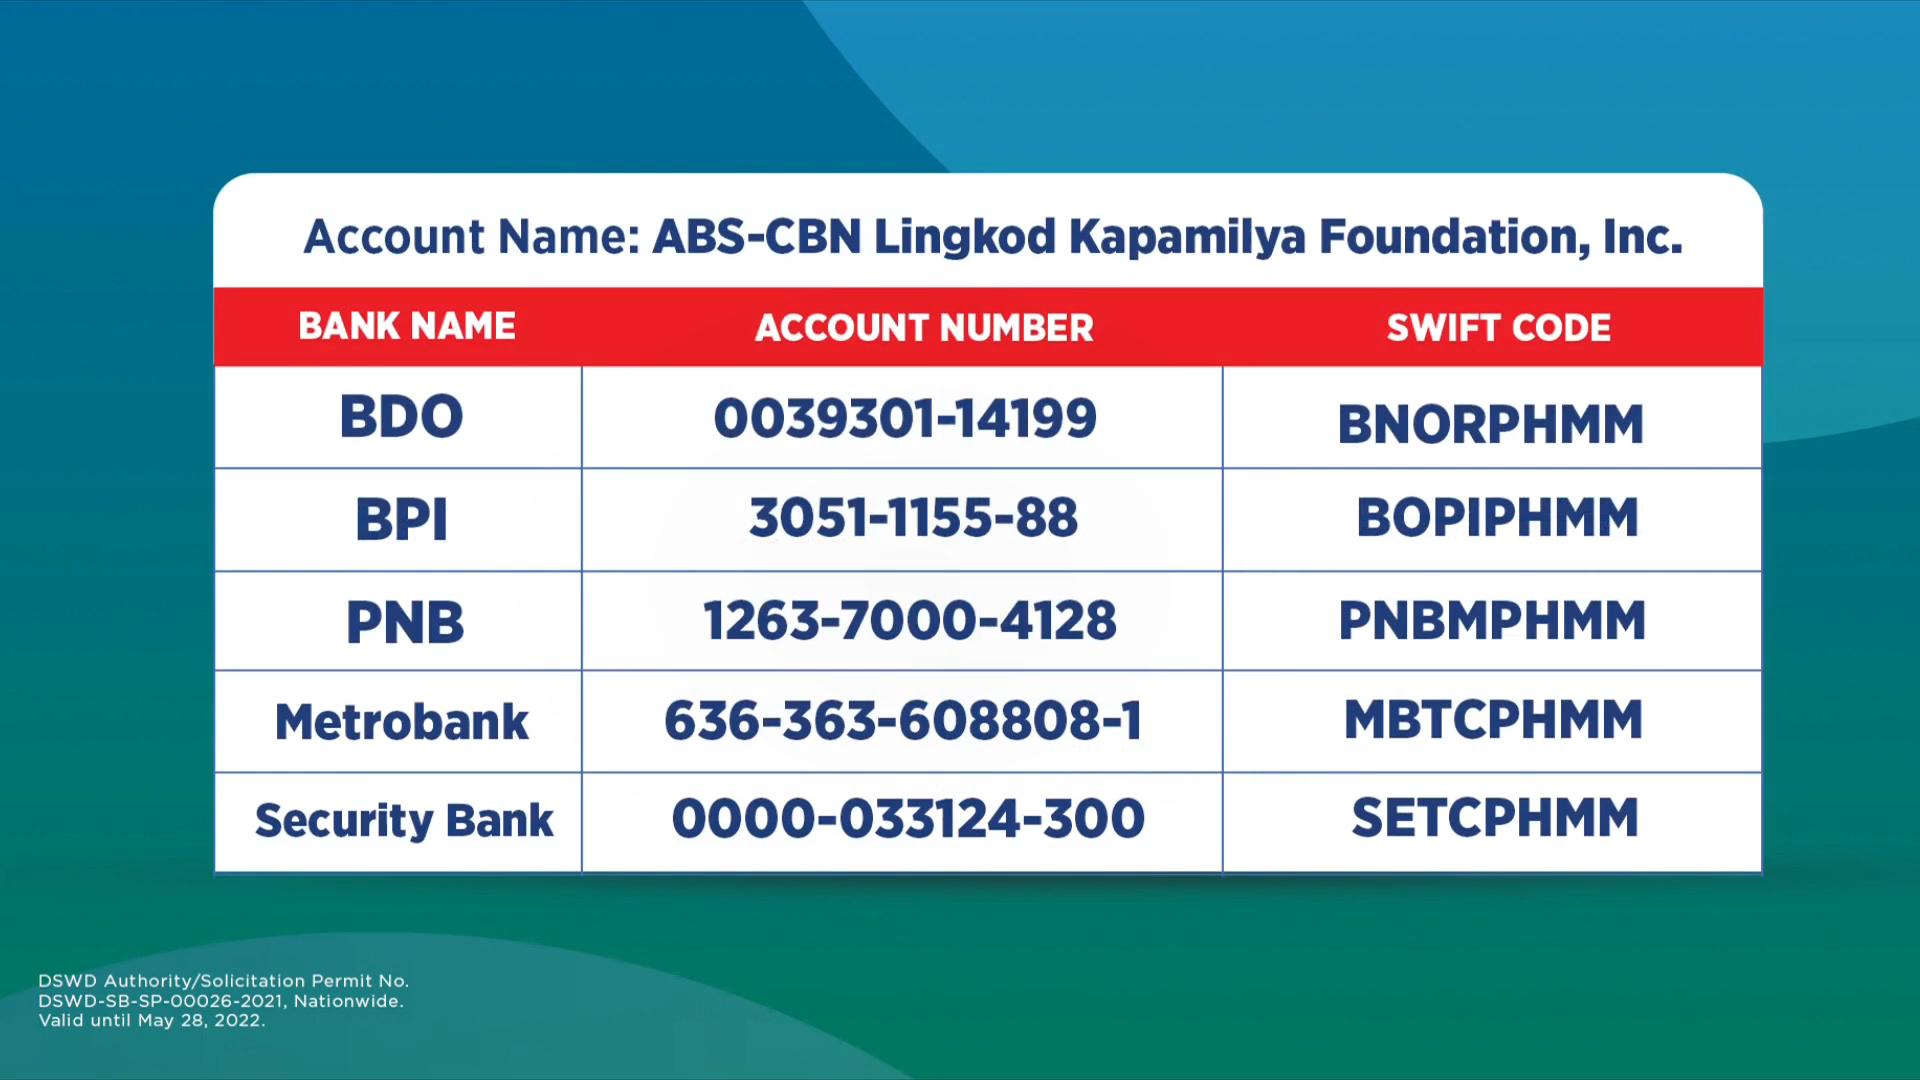 Account Name: ABS-CBN Lingkod Kapamilya Foundation, Inc.
BANK NAME ACCOUNT NUMBER SWIFT CODE
BDO 0039301-14199 BNORPHMM
BPI 3051-1155-88 BOPIPHMM
PNB 1263-7000-4128 PNBMPHMM
Metrobank 636-363-608808-1 MBTCPHMM
Security Bank 0000-033124-300 SETCPHMM
DSWD Authority/Solicitation Permit No.
DSWD-SB-SP-00026-2021, Nationwide.
Valid until May 28, 2022.